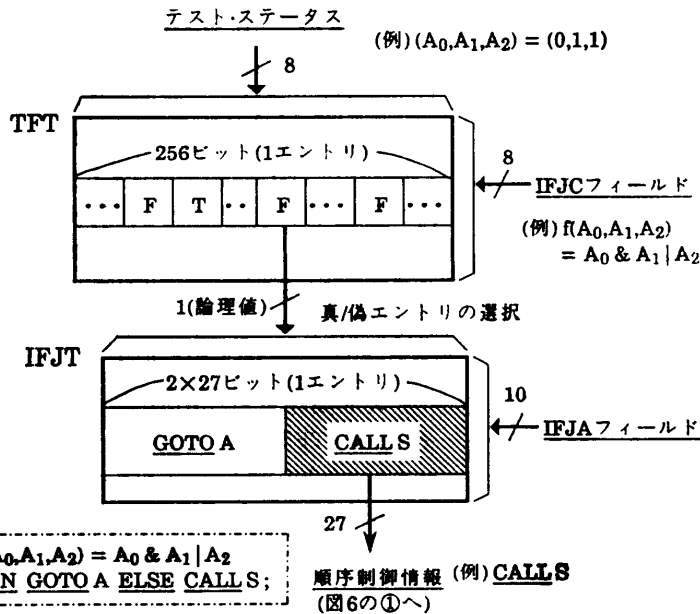 テスト・ステータス
(例) (A₀,A₁,A₂) = (0,1,1)
8
TFT
256ビット(1エントリ)
··· F T ·· F ··· F ···
8
IFJCフィールド
(例) f(A₀,A₁,A₂)
= A₀ & A₁ | A₂
1(論理値)
真/偽エントリの選択
IFJT
2×27ビット(1エントリ)
10
GOTO A
CALL S
IFJAフィールド
27
₀,A₁,A₂) = A₀ & A₁ | A₂
N GOTO A ELSE CALL S;
順序制御情報 (例) CALL S
(図6の①へ)